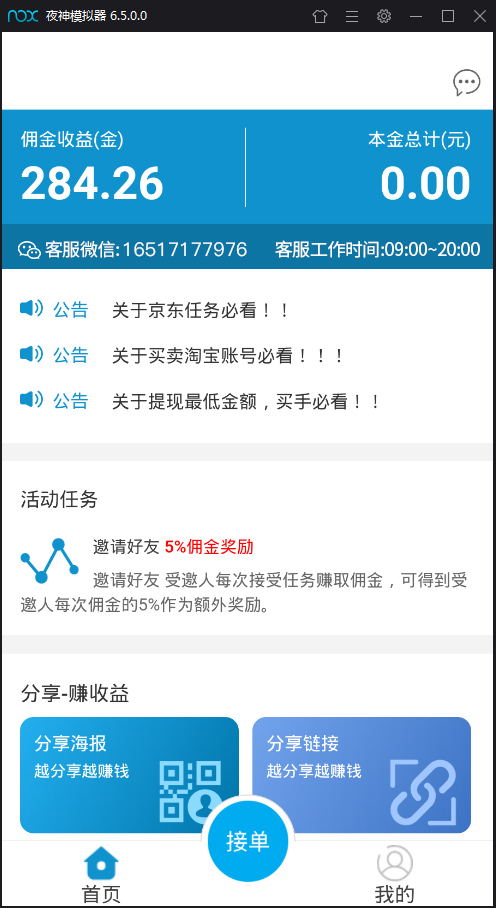 nox 夜神模拟器 6.5.0.0
佣金收益(金) 本金总计(元)
284.26 0.00
客服微信:16517177976 客服工作时间:09:00~20:00
公告 关于京东任务必看！！
公告 关于买卖淘宝账号必看！！！
公告 关于提现最低金额，买手必看！！
活动任务
邀请好友 5%佣金奖励
邀请好友 受邀人每次接受任务赚取佣金，可得到受
邀人每次佣金的5%作为额外奖励。
分享-赚收益
分享海报 分享链接
越分享越赚钱 越分享越赚钱
接单
首页 我的